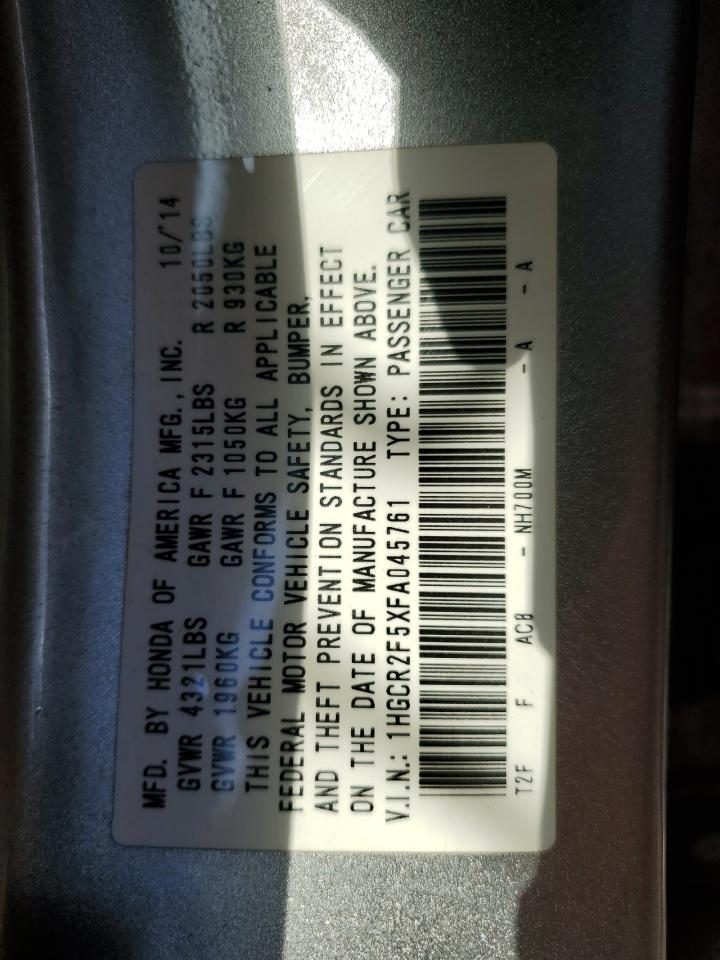 MFD. BY HONDA OF AMERICA MFG., INC. 10/'14
GVWR 4321LBS GAWR F 2315LBS R 2050LBS
GVWR 1960KG GAWR F 1050KG R 930KG
THIS VEHICLE CONFORMS TO ALL APPLICABLE
FEDERAL MOTOR VEHICLE SAFETY, BUMPER,
AND THEFT PREVENTION STANDARDS IN EFFECT
ON THE DATE OF MANUFACTURE SHOWN ABOVE.
V.I.N.: 1HGCR2F5XFA045761 TYPE: PASSENGER CAR
T2F F AC8 - NH700M -A -A